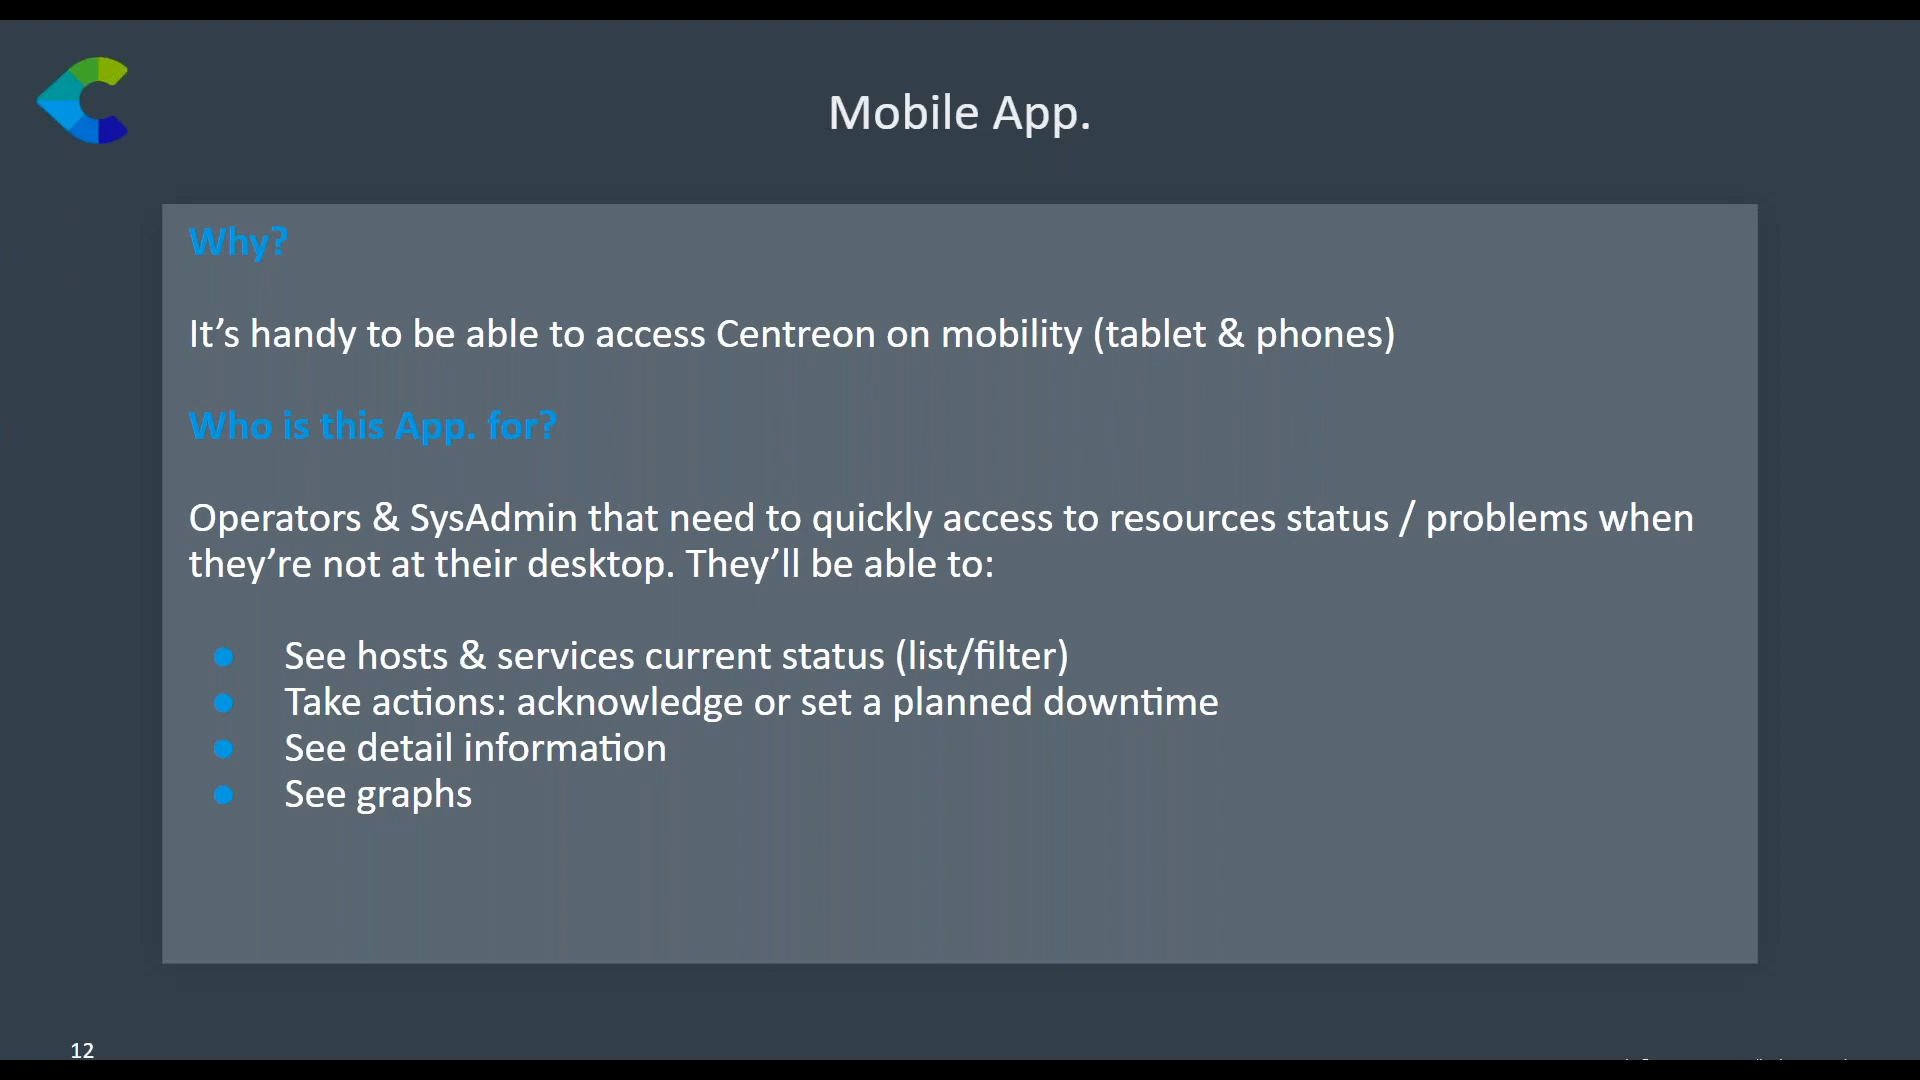 Mobile App.
Why?
It’s handy to be able to access Centreon on mobility (tablet & phones)
Who is this App. for?
Operators & SysAdmin that need to quickly access to resources status / problems when
they’re not at their desktop. They’ll be able to:
● See hosts & services current status (list/filter)
● Take actions: acknowledge or set a planned downtime
● See detail information
● See graphs
12